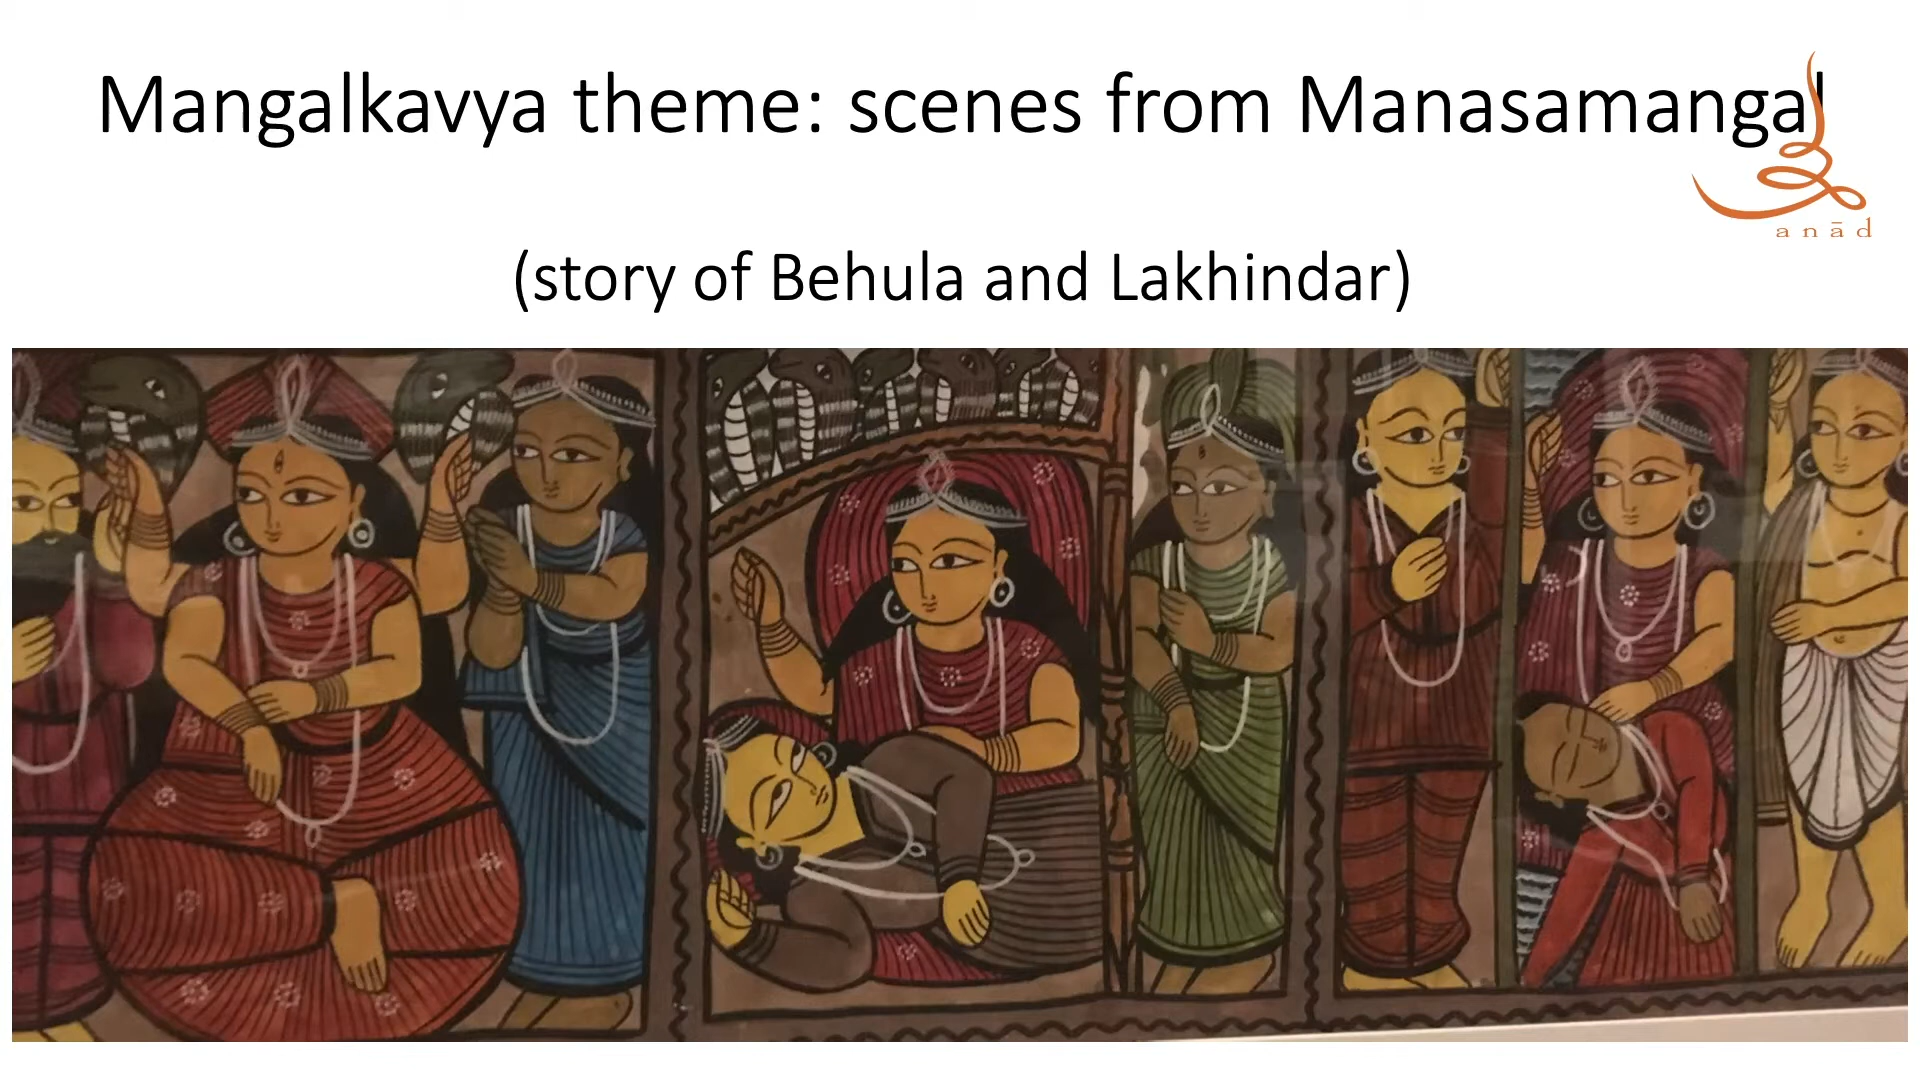 Mangalkavya theme: scenes from Manasamangal
anād
(story of Behula and Lakhindar)